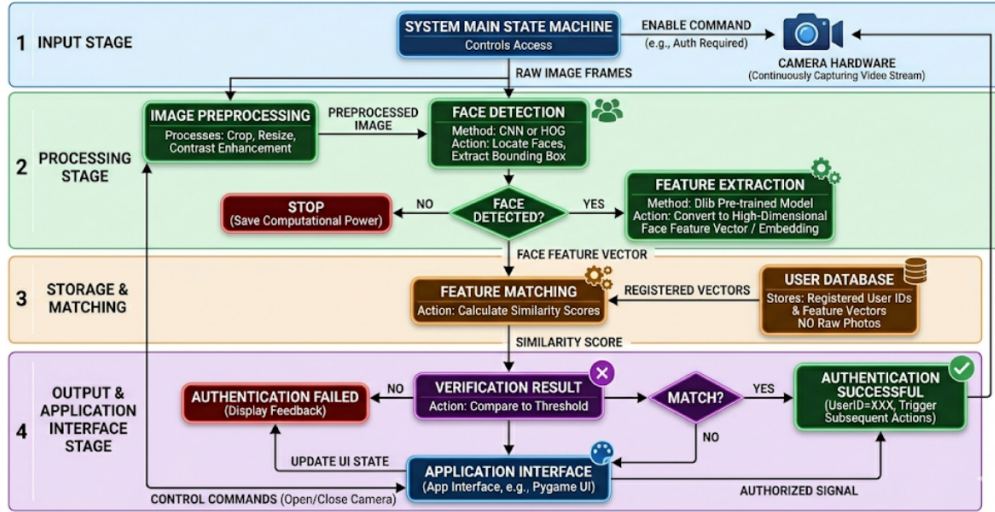 1 INPUT STAGE
SYSTEM MAIN STATE MACHINE
Controls Access
ENABLE COMMAND
(e.g., Auth Required)
CAMERA HARDWARE
(Continuously Capturing Video Stream)
RAW IMAGE FRAMES
2 PROCESSING
STAGE
IMAGE PREPROCESSING
Processes: Crop, Resize,
Contrast Enhancement
PREPROCESSED
IMAGE
FACE DETECTION
Method: CNN or HOG
Action: Locate Faces,
Extract Bounding Box
STOP
(Save Computational Power)
NO
FACE
DETECTED?
YES
FEATURE EXTRACTION
Method: Dlib Pre-trained Model
Action: Convert to High-Dimensional
Face Feature Vector / Embedding
FACE FEATURE VECTOR
3 STORAGE &
MATCHING
FEATURE MATCHING
Action: Calculate Similarity Scores
REGISTERED VECTORS
USER DATABASE
Stores: Registered User IDs
& Feature Vectors
NO Raw Photos
SIMILARITY SCORE
4 OUTPUT &
APPLICATION
INTERFACE
STAGE
AUTHENTICATION FAILED
(Display Feedback)
NO
VERIFICATION RESULT
Action: Compare to Threshold
MATCH?
YES
AUTHENTICATION
SUCCESSFUL
(UserID=XXX, Trigger
Subsequent Actions)
NO
UPDATE UI STATE
APPLICATION INTERFACE
(App Interface, e.g., Pygame UI)
CONTROL COMMANDS (Open/Close Camera)
AUTHORIZED SIGNAL